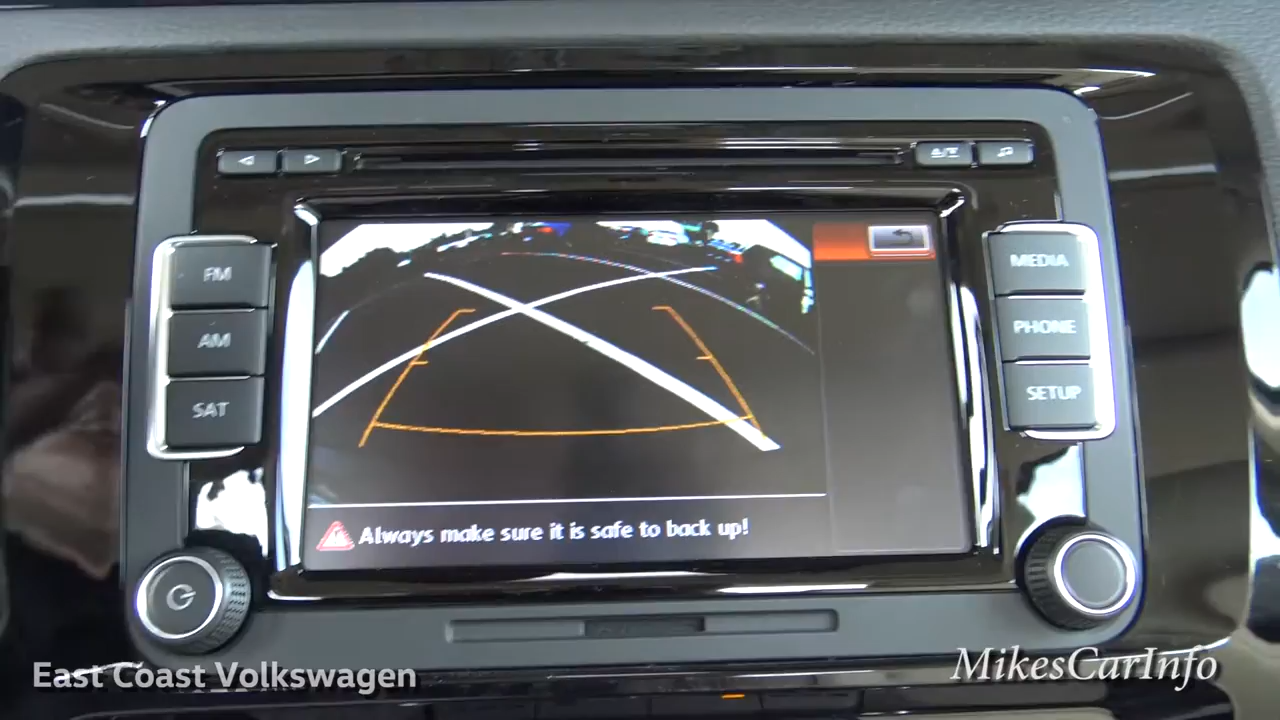 FM
AM
SAT
MEDIA
PHONE
SETUP
Always make sure it is safe to back up!
East Coast Volkswagen
MikesCarInfo